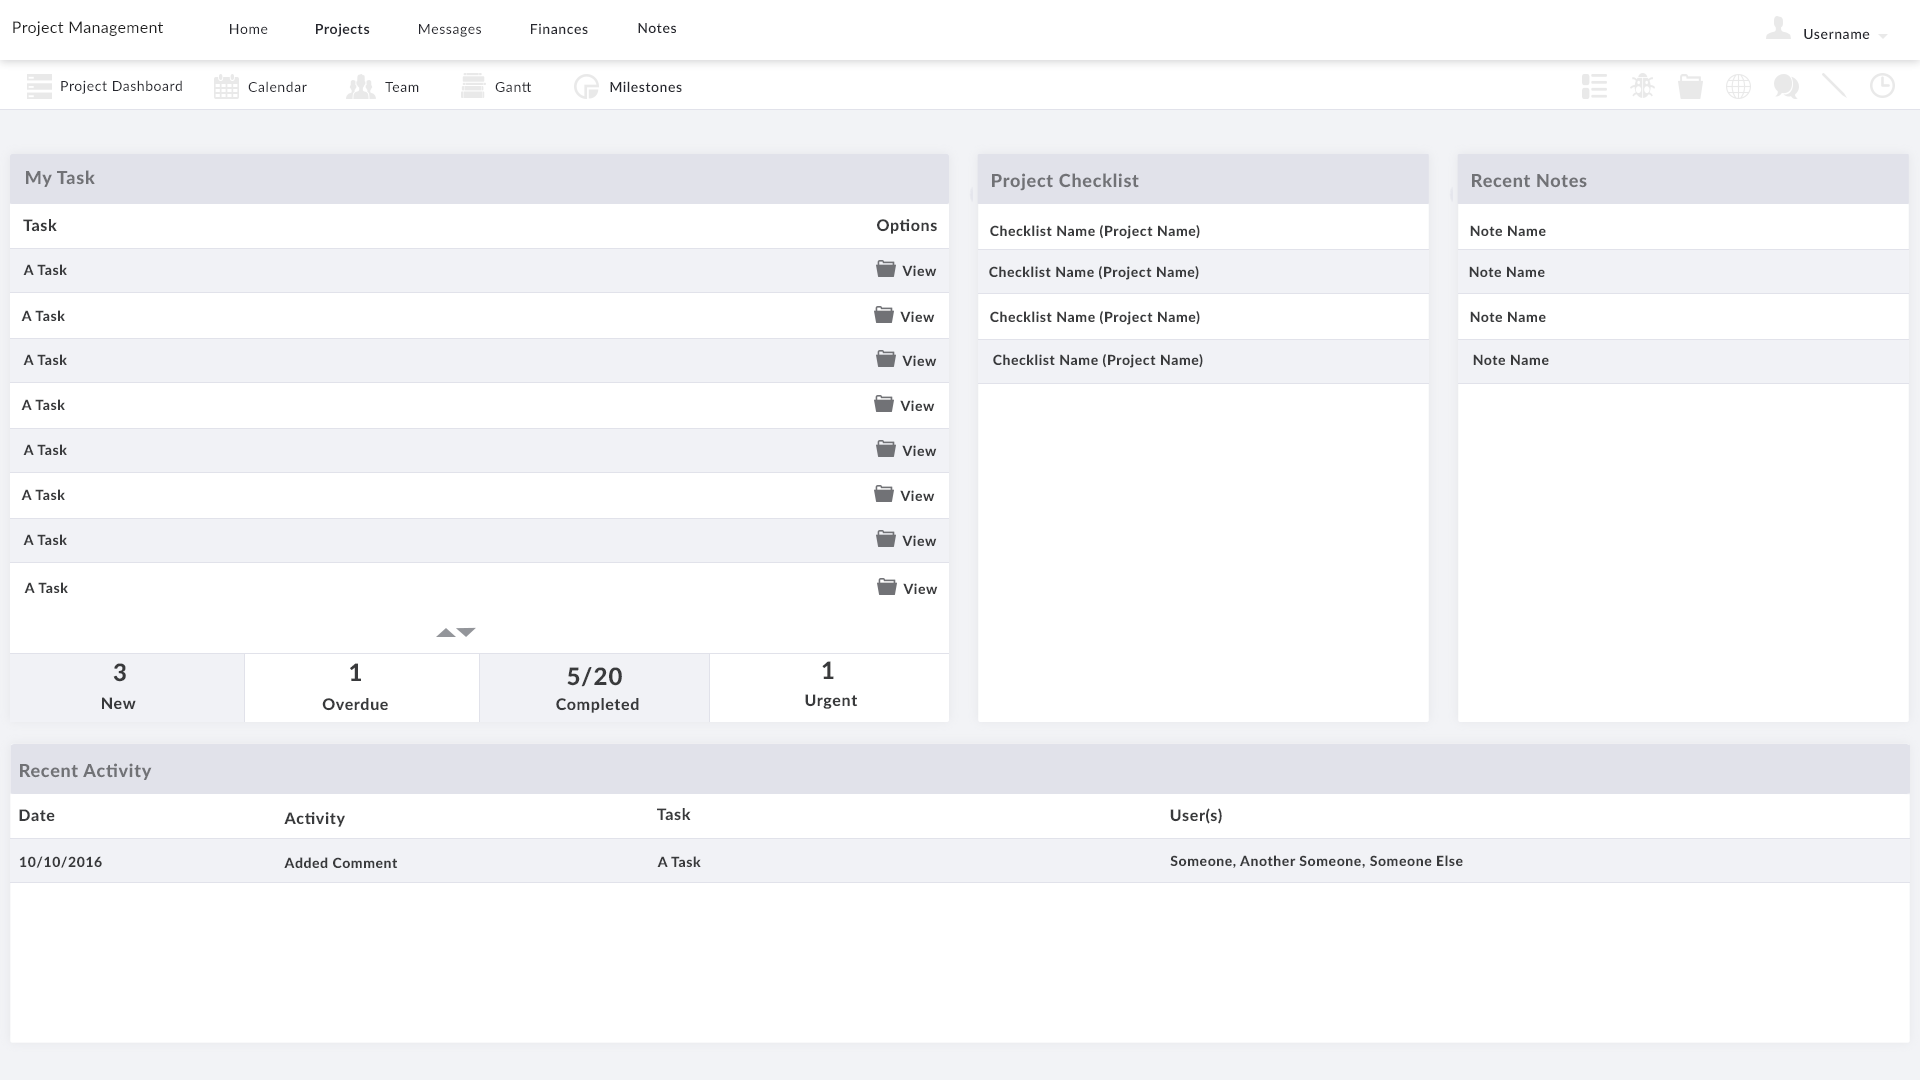 Project Management Home Projects Messages Finances Notes Username
Project Dashboard Calendar Team Gantt Milestones
My Task
Task Options
A Task View
A Task View
A Task View
A Task View
A Task View
A Task View
A Task View
A Task View
3 1 5/20 1
New Overdue Completed Urgent
Project Checklist
Checklist Name (Project Name)
Checklist Name (Project Name)
Checklist Name (Project Name)
Checklist Name (Project Name)
Recent Notes
Note Name
Note Name
Note Name
Note Name
Recent Activity
Date Activity Task User(s)
10/10/2016 Added Comment A Task Someone, Another Someone, Someone Else